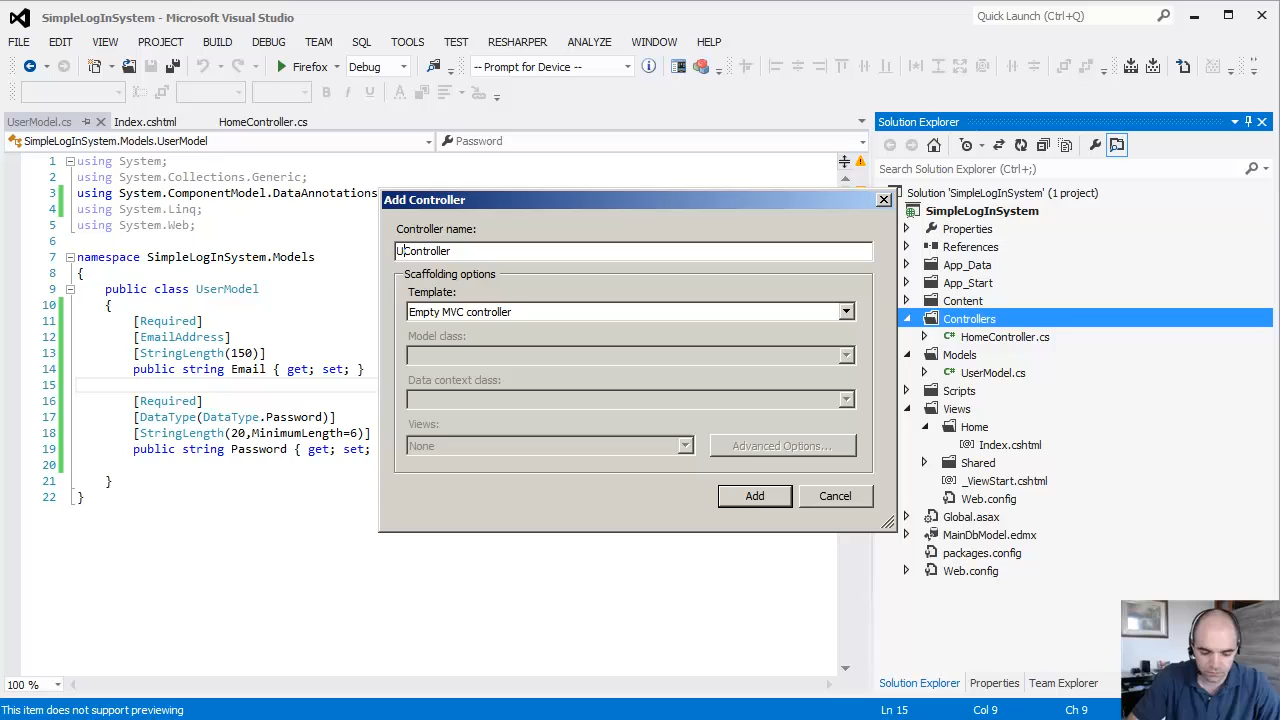 SimpleLogInSystem - Microsoft Visual Studio
Quick Launch (Ctrl+Q)
FILE EDIT VIEW PROJECT BUILD DEBUG TEAM SQL TOOLS TEST RESHARPER ANALYZE WINDOW HELP
Firefox Debug -- Prompt for Device --
UserModel.cs Index.cshtml HomeController.cs
SimpleLogInSystem.Models.UserModel Password
1 using System;
2 using System.Collections.Generic;
3 using System.ComponentModel.DataAnnotations
4 using System.Linq;
5 using System.Web;
6
7 namespace SimpleLogInSystem.Models
8 {
9 public class UserModel
10 {
11 [Required]
12 [EmailAddress]
13 [StringLength(150)]
14 public string Email { get; set; }
15
16 [Required]
17 [DataType(DataType.Password)]
18 [StringLength(20,MinimumLength=6)]
19 public string Password { get; set;
20
21 }
22 }
100 %
Add Controller
Controller name:
UController
Scaffolding options
Template:
Empty MVC controller
Model class:
Data context class:
Views:
None
Advanced Options...
Add Cancel
Solution Explorer
Search Solution Explorer (Ctrl+;)
Solution 'SimpleLogInSystem' (1 project)
SimpleLogInSystem
Properties
References
App_Data
App_Start
Content
Controllers
HomeController.cs
Models
UserModel.cs
Scripts
Views
Home
Index.cshtml
Shared
_ViewStart.cshtml
Web.config
Global.asax
MainDbModel.edmx
packages.config
Web.config
Solution Explorer Properties Team Explorer
This item does not support previewing
Ln 15 Col 9 Ch 9